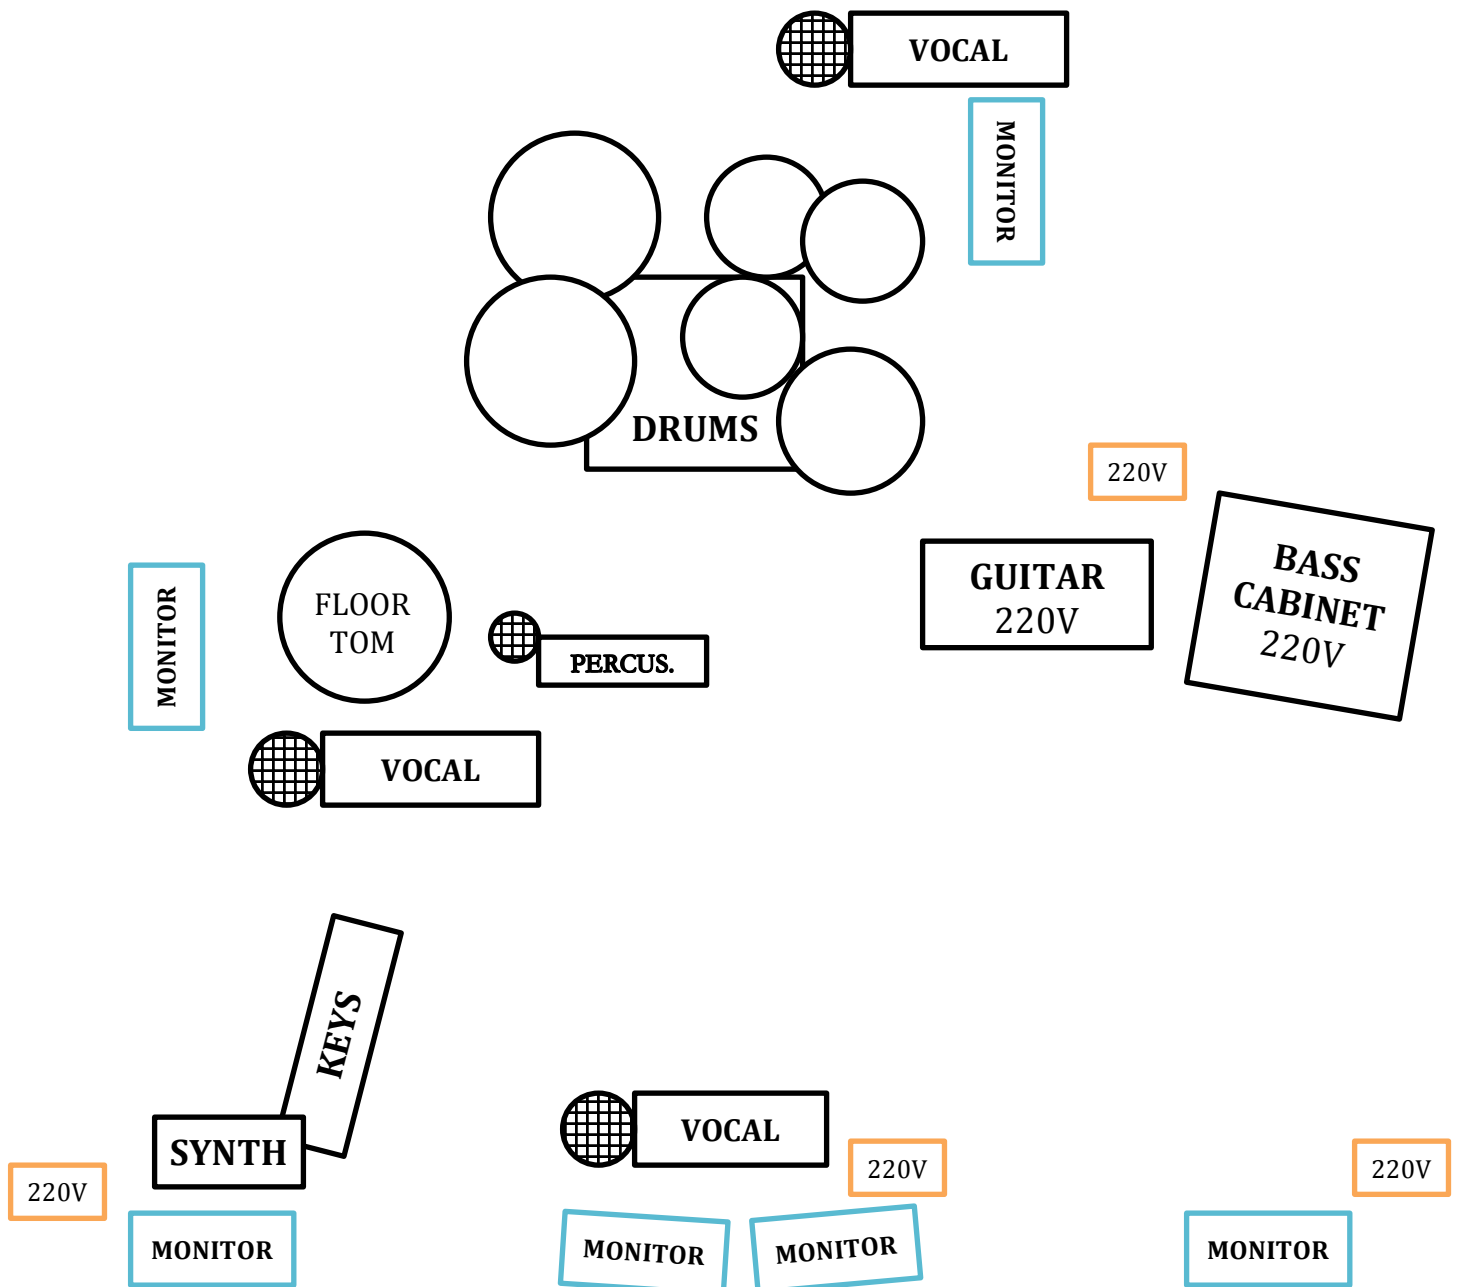 VOCAL
MONITOR
DRUMS
220V
GUITAR
220V
BASS
CABINET
220V
MONITOR
FLOOR
TOM
PERCUS.
VOCAL
KEYS
SYNTH
VOCAL
220V
220V
220V
MONITOR
MONITOR
MONITOR
MONITOR